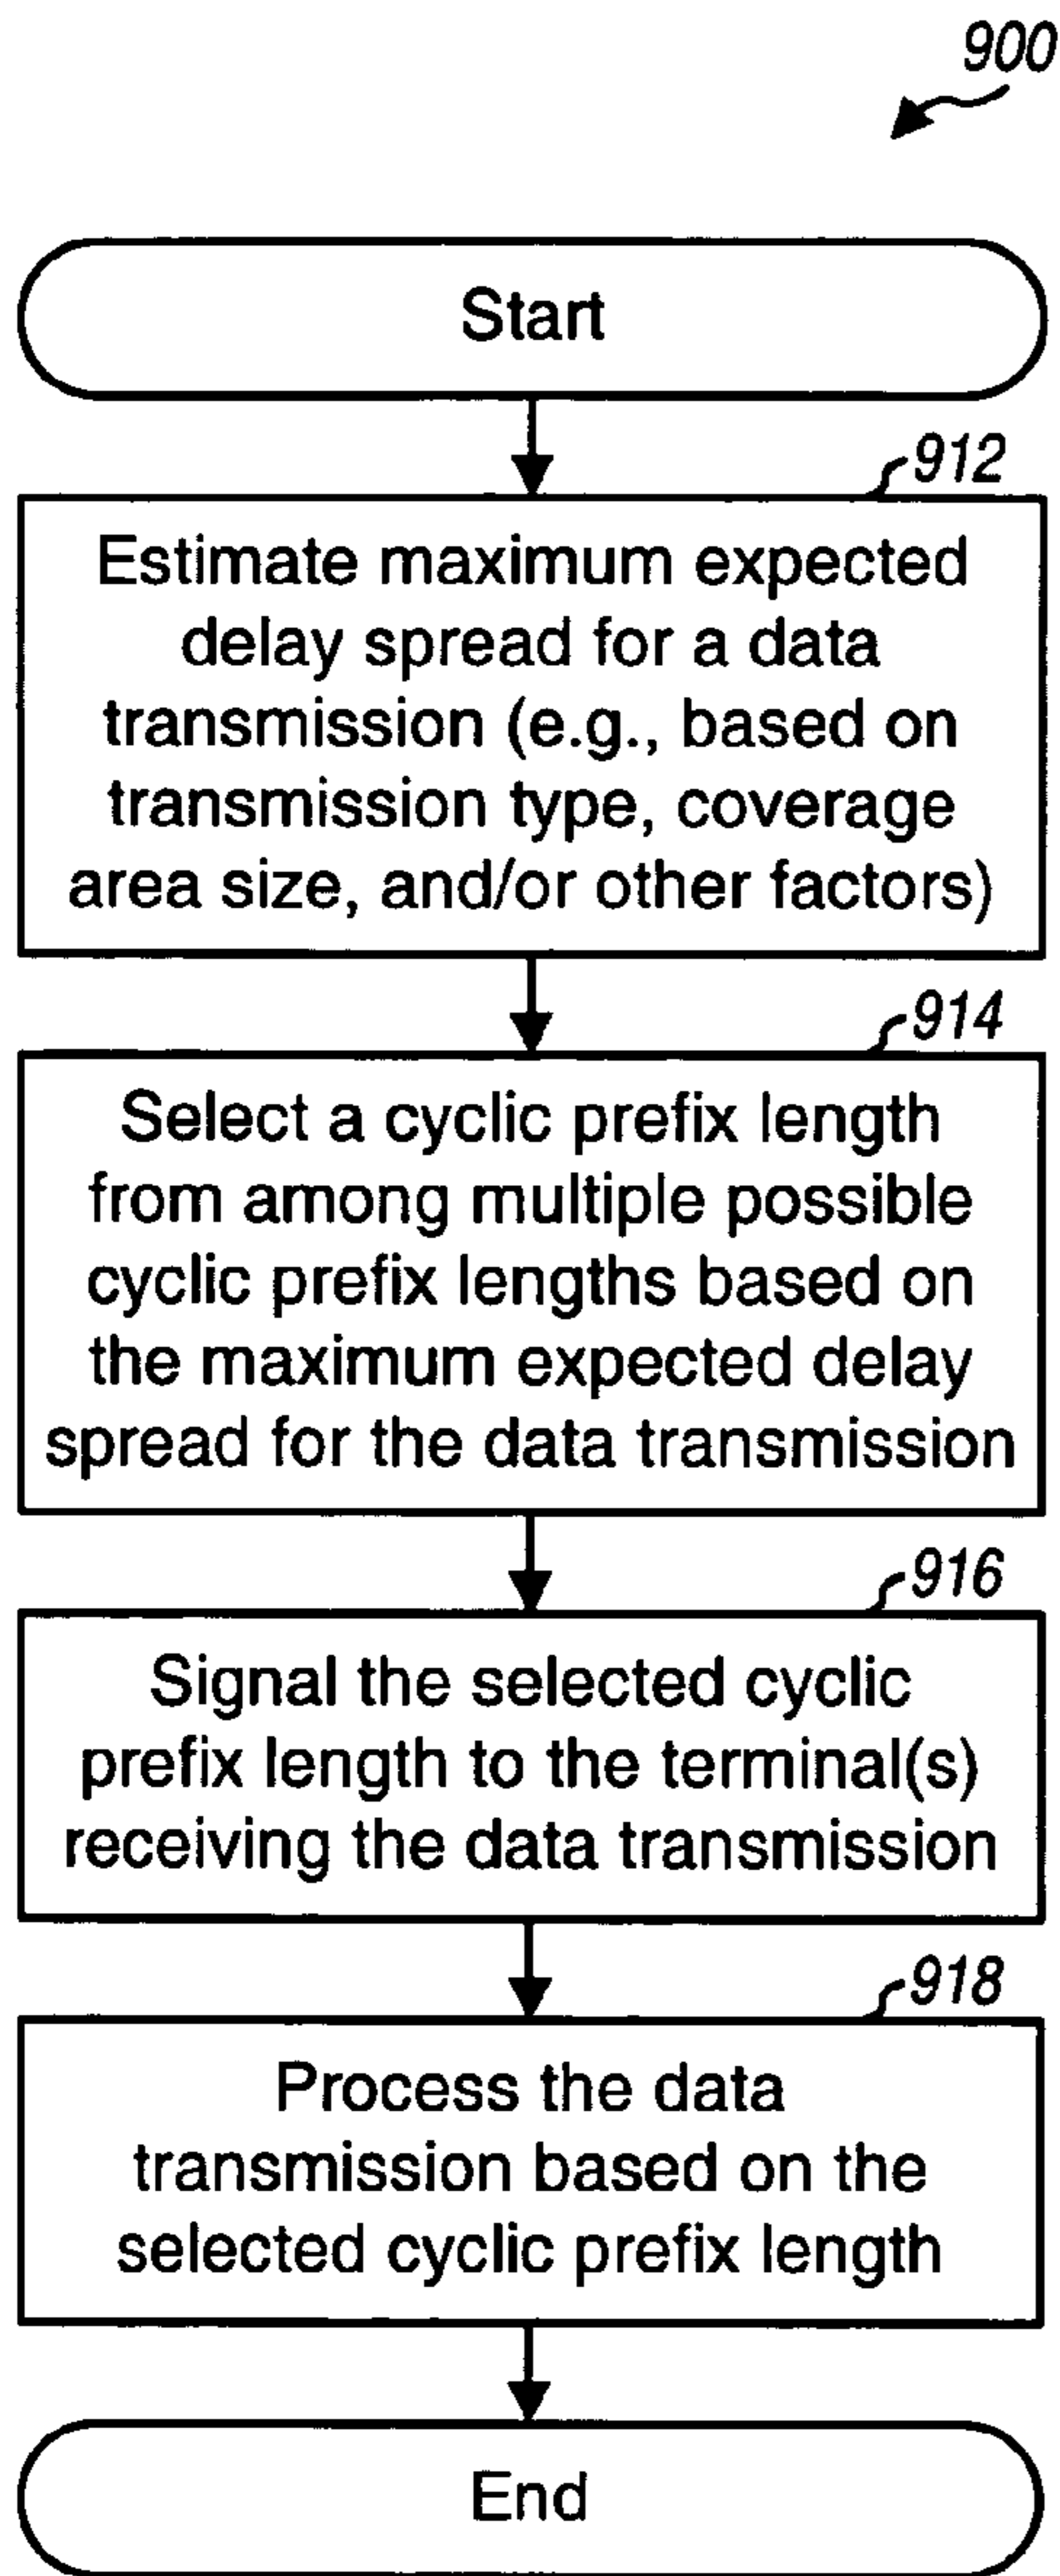 900
Start
912
Estimate maximum expected
delay spread for a data
transmission (e.g., based on
transmission type, coverage
area size, and/or other factors)
914
Select a cyclic prefix length
from among multiple possible
cyclic prefix lengths based on
the maximum expected delay
spread for the data transmission
916
Signal the selected cyclic
prefix length to the terminal(s)
receiving the data transmission
918
Process the data
transmission based on the
selected cyclic prefix length
End